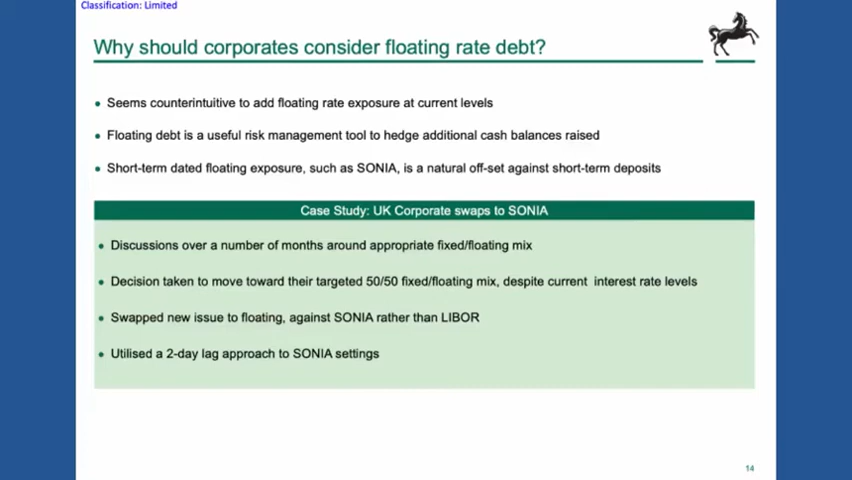 Classification: Limited
Why should corporates consider floating rate debt?
• Seems counterintuitive to add floating rate exposure at current levels
• Floating debt is a useful risk management tool to hedge additional cash balances raised
• Short-term dated floating exposure, such as SONIA, is a natural off-set against short-term deposits
Case Study: UK Corporate swaps to SONIA
• Discussions over a number of months around appropriate fixed/floating mix
• Decision taken to move toward their targeted 50/50 fixed/floating mix, despite current interest rate levels
• Swapped new issue to floating, against SONIA rather than LIBOR
• Utilised a 2-day lag approach to SONIA settings
14